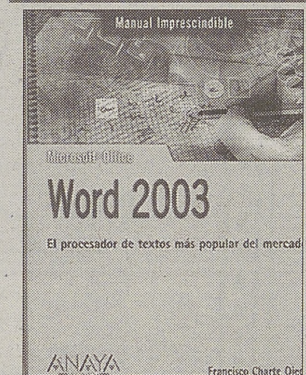 Manual Imprescindible
Microsoft Office
Word 2003
El procesador de textos más popular del mercad
ANAYA
Francisco Charte Ojed